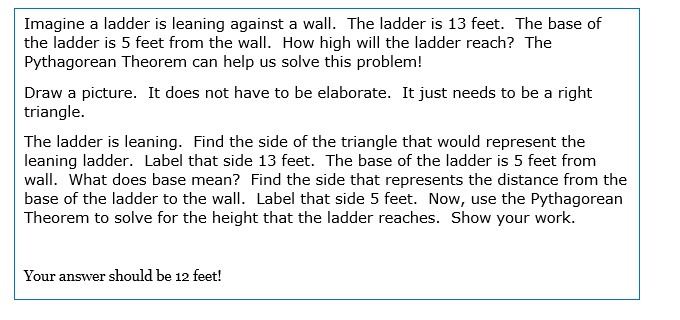 Imagine a ladder is leaning against a wall.  The ladder is 13 feet.  The base of
the ladder is 5 feet from the wall.  How high will the ladder reach?  The
Pythagorean Theorem can help us solve this problem!
Draw a picture.  It does not have to be elaborate.  It just needs to be a right
triangle.
The ladder is leaning.  Find the side of the triangle that would represent the
leaning ladder.  Label that side 13 feet.  The base of the ladder is 5 feet from
wall.  What does base mean?  Find the side that represents the distance from the
base of the ladder to the wall.  Label that side 5 feet.  Now, use the Pythagorean
Theorem to solve for the height that the ladder reaches.  Show your work.
Your answer should be 12 feet!